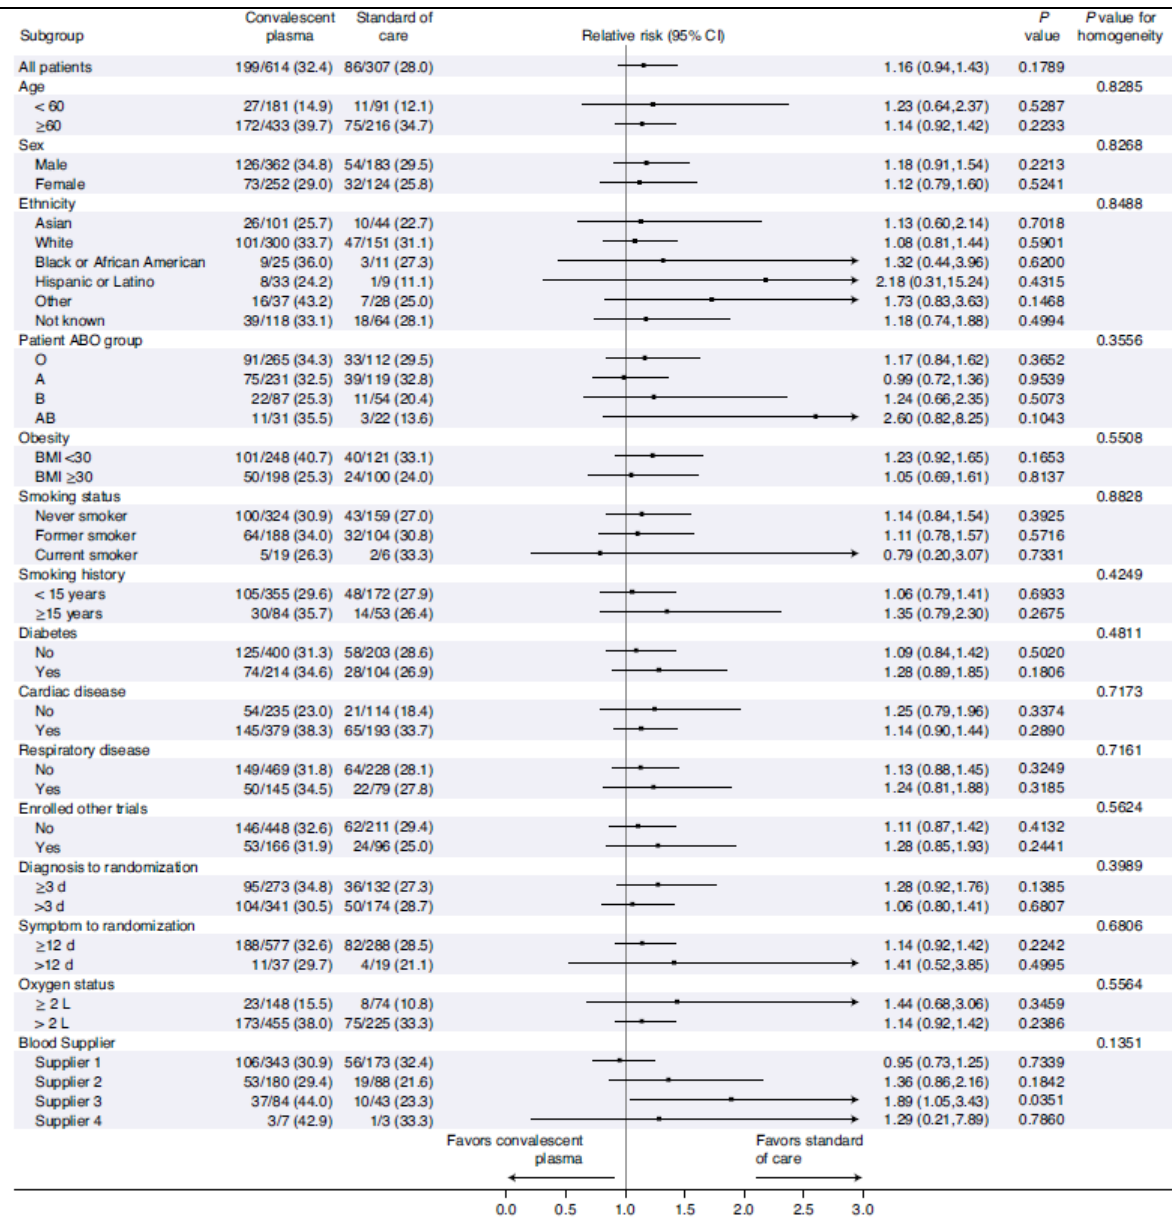 Subgroup Convalescent plasma Standard of care Relative risk (95% CI) P value P value for homogeneity
All patients 199/614 (32.4) 86/307 (28.0) 1.16 (0.94,1.43) 0.1789
Age 0.8285
< 60 27/181 (14.9) 11/91 (12.1) 1.23 (0.64,2.37) 0.5287
≥60 172/433 (39.7) 75/216 (34.7) 1.14 (0.92,1.42) 0.2233
Sex 0.8268
Male 126/362 (34.8) 54/183 (29.5) 1.18 (0.91,1.54) 0.2213
Female 73/252 (29.0) 32/124 (25.8) 1.12 (0.79,1.60) 0.5241
Ethnicity 0.8488
Asian 26/101 (25.7) 10/44 (22.7) 1.13 (0.60,2.14) 0.7018
White 101/300 (33.7) 47/151 (31.1) 1.08 (0.81,1.44) 0.5901
Black or African American 9/25 (36.0) 3/11 (27.3) 1.32 (0.44,3.96) 0.6200
Hispanic or Latino 8/33 (24.2) 1/9 (11.1) 2.18 (0.31,15.24) 0.4315
Other 16/37 (43.2) 7/28 (25.0) 1.73 (0.83,3.63) 0.1468
Not known 39/118 (33.1) 18/64 (28.1) 1.18 (0.74,1.88) 0.4994
Patient ABO group 0.3556
O 91/265 (34.3) 33/112 (29.5) 1.17 (0.84,1.62) 0.3652
A 75/231 (32.5) 39/119 (32.8) 0.99 (0.72,1.36) 0.9539
B 22/87 (25.3) 11/54 (20.4) 1.24 (0.66,2.35) 0.5073
AB 11/31 (35.5) 3/22 (13.6) 2.60 (0.82,8.25) 0.1043
Obesity 0.5508
BMI <30 101/248 (40.7) 40/121 (33.1) 1.23 (0.92,1.65) 0.1653
BMI ≥30 50/198 (25.3) 24/100 (24.0) 1.05 (0.69,1.61) 0.8137
Smoking status 0.8828
Never smoker 100/324 (30.9) 43/159 (27.0) 1.14 (0.84,1.54) 0.3925
Former smoker 64/188 (34.0) 32/104 (30.8) 1.11 (0.78,1.57) 0.5716
Current smoker 5/19 (26.3) 2/6 (33.3) 0.79 (0.20,3.07) 0.7331
Smoking history 0.4249
< 15 years 105/355 (29.6) 48/172 (27.9) 1.06 (0.79,1.41) 0.6933
≥15 years 30/84 (35.7) 14/53 (26.4) 1.35 (0.79,2.30) 0.2675
Diabetes 0.4811
No 125/400 (31.3) 58/203 (28.6) 1.09 (0.84,1.42) 0.5020
Yes 74/214 (34.6) 28/104 (26.9) 1.28 (0.89,1.85) 0.1806
Cardiac disease 0.7173
No 54/235 (23.0) 21/114 (18.4) 1.25 (0.79,1.96) 0.3374
Yes 145/379 (38.3) 65/193 (33.7) 1.14 (0.90,1.44) 0.2890
Respiratory disease 0.7161
No 149/469 (31.8) 64/228 (28.1) 1.13 (0.88,1.45) 0.3249
Yes 50/145 (34.5) 22/79 (27.8) 1.24 (0.81,1.88) 0.3185
Enrolled other trials 0.5624
No 146/448 (32.6) 62/211 (29.4) 1.11 (0.87,1.42) 0.4132
Yes 53/166 (31.9) 24/96 (25.0) 1.28 (0.85,1.93) 0.2441
Diagnosis to randomization 0.3989
≥3 d 95/273 (34.8) 36/132 (27.3) 1.28 (0.92,1.76) 0.1385
>3 d 104/341 (30.5) 50/174 (28.7) 1.06 (0.80,1.41) 0.6807
Symptom to randomization 0.6806
≥12 d 188/577 (32.6) 82/288 (28.5) 1.14 (0.92,1.42) 0.2242
>12 d 11/37 (29.7) 4/19 (21.1) 1.41 (0.52,3.85) 0.4995
Oxygen status 0.5564
≥ 2 L 23/148 (15.5) 8/74 (10.8) 1.44 (0.68,3.06) 0.3459
> 2 L 173/455 (38.0) 75/225 (33.3) 1.14 (0.92,1.42) 0.2386
Blood Supplier 0.1351
Supplier 1 106/343 (30.9) 56/173 (32.4) 0.95 (0.73,1.25) 0.7339
Supplier 2 53/180 (29.4) 19/88 (21.6) 1.36 (0.86,2.16) 0.1842
Supplier 3 37/84 (44.0) 10/43 (23.3) 1.89 (1.05,3.43) 0.0351
Supplier 4 3/7 (42.9) 1/3 (33.3) 1.29 (0.21,7.89) 0.7860
Favors convalescent plasma Favors standard of care
0.0 0.5 1.0 1.5 2.0 2.5 3.0